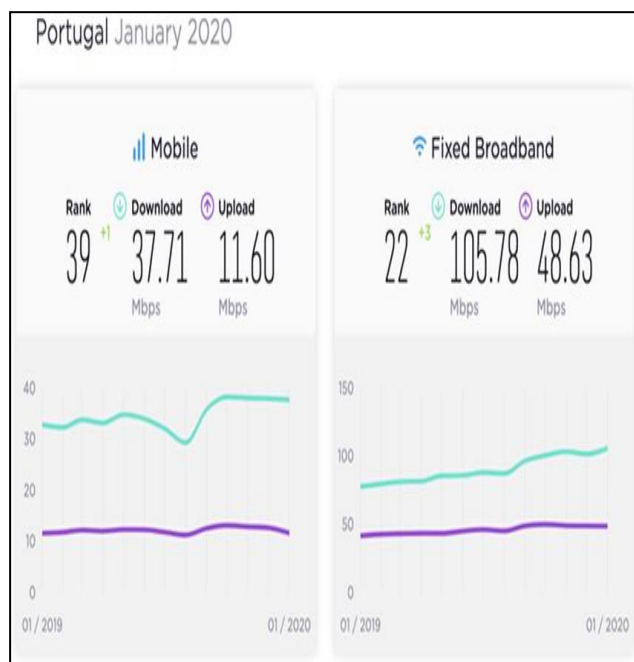 Portugal January 2020
Mobile
Rank Download Upload
39 +1 37.71 11.60
Mbps Mbps
40
30
20
10
0
01 / 2019 01 / 2020
Fixed Broadband
Rank Download Upload
22 +3 105.78 48.63
Mbps Mbps
150
100
50
0
01 / 2019 01 / 2020